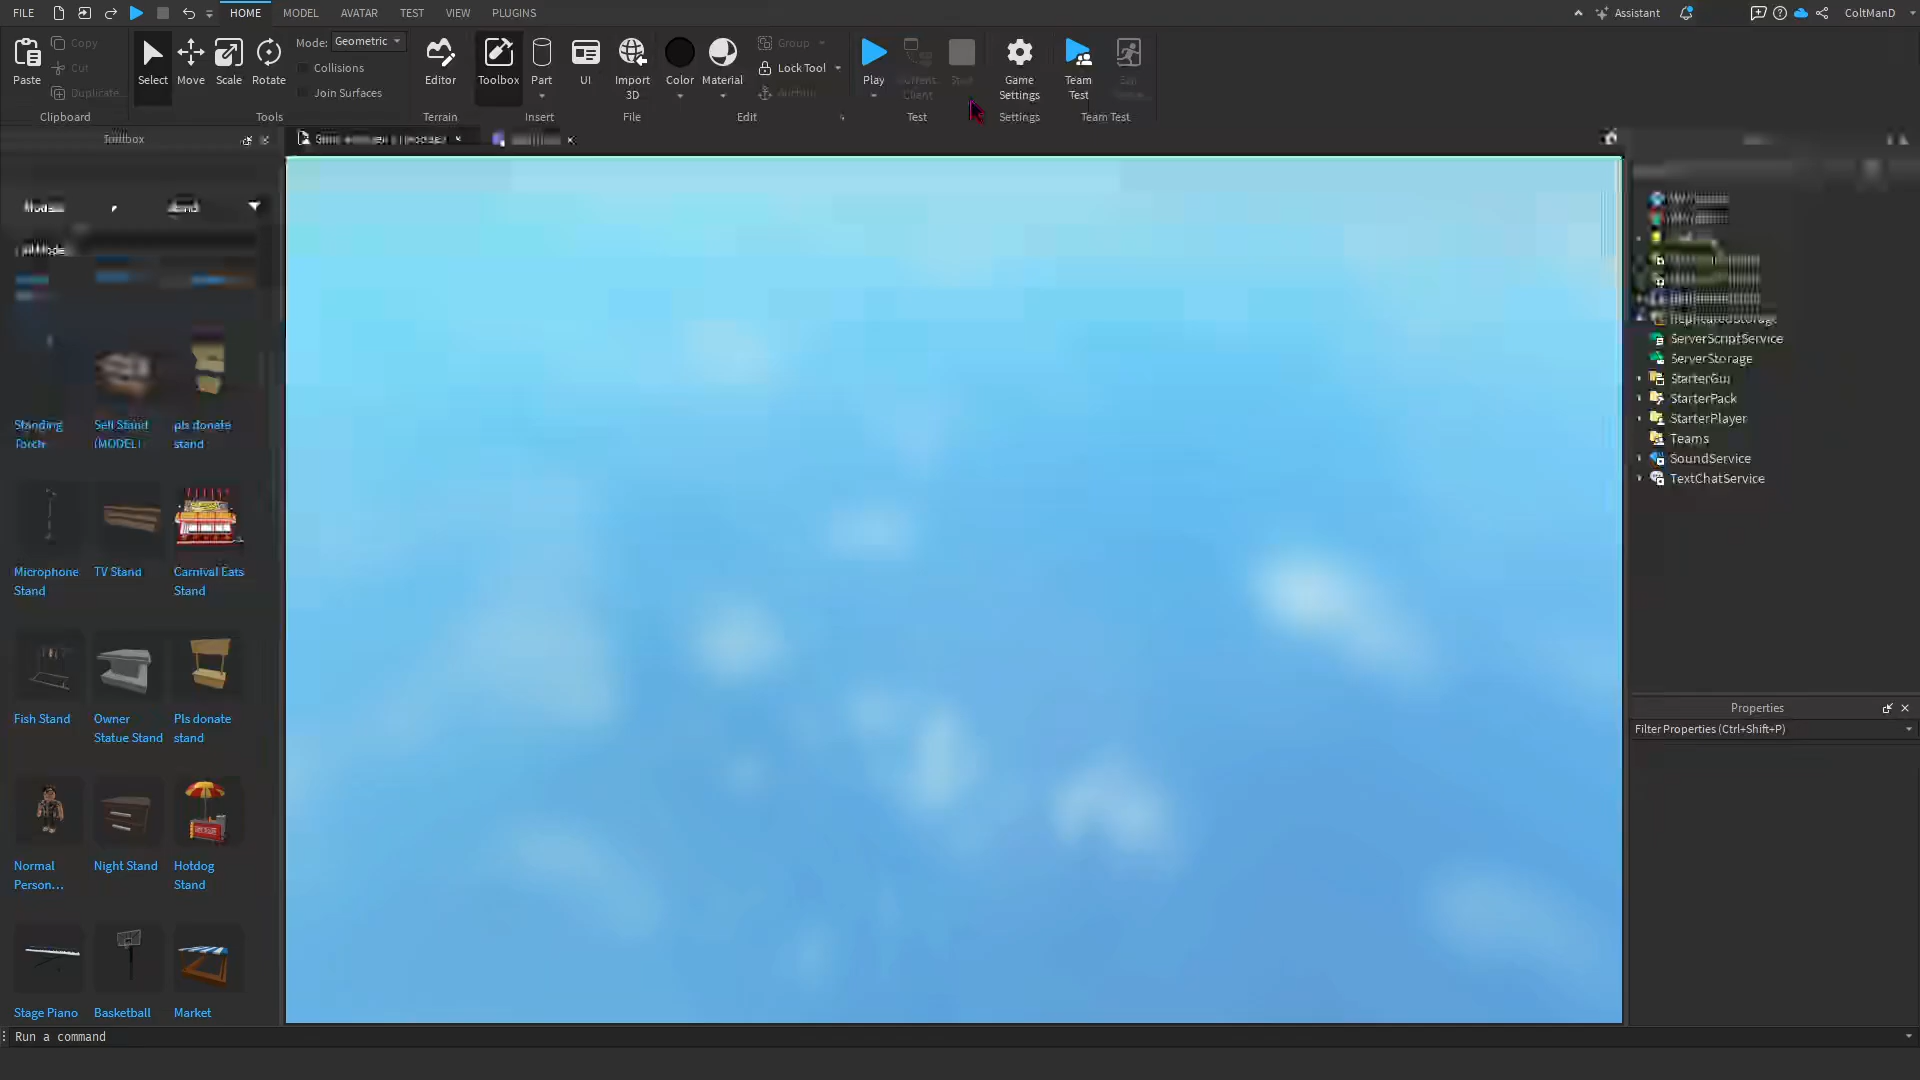 FILE
HOME
MODEL
AVATAR
TEST
VIEW
PLUGINS
Assistant
ColtManD
Paste
Copy
Cut
Duplicate
Clipboard
Select
Move
Scale
Rotate
Mode: Geometric
Collisions
Join Surfaces
Tools
Editor
Terrain
Toolbox
Part
UI
Insert
Import
3D
File
Color
Material
Group
Lock Tool
Anchor
Edit
Play
Current
Client
Test
Game
Settings
Settings
Team
Test
Team Test
Toolbox
Standing
Torch
Sell Stand
(MODEL)
pls donate
stand
Microphone
Stand
TV Stand
Carnival Eats
Stand
Fish Stand
Owner
Statue Stand
Pls donate
stand
Normal
Person...
Night Stand
Hotdog
Stand
Stage Piano
Basketball
Market
ReplicatedStorage
ServerScriptService
ServerStorage
StarterGui
StarterPack
StarterPlayer
Teams
SoundService
TextChatService
Properties
Filter Properties (Ctrl+Shift+P)
Run a command